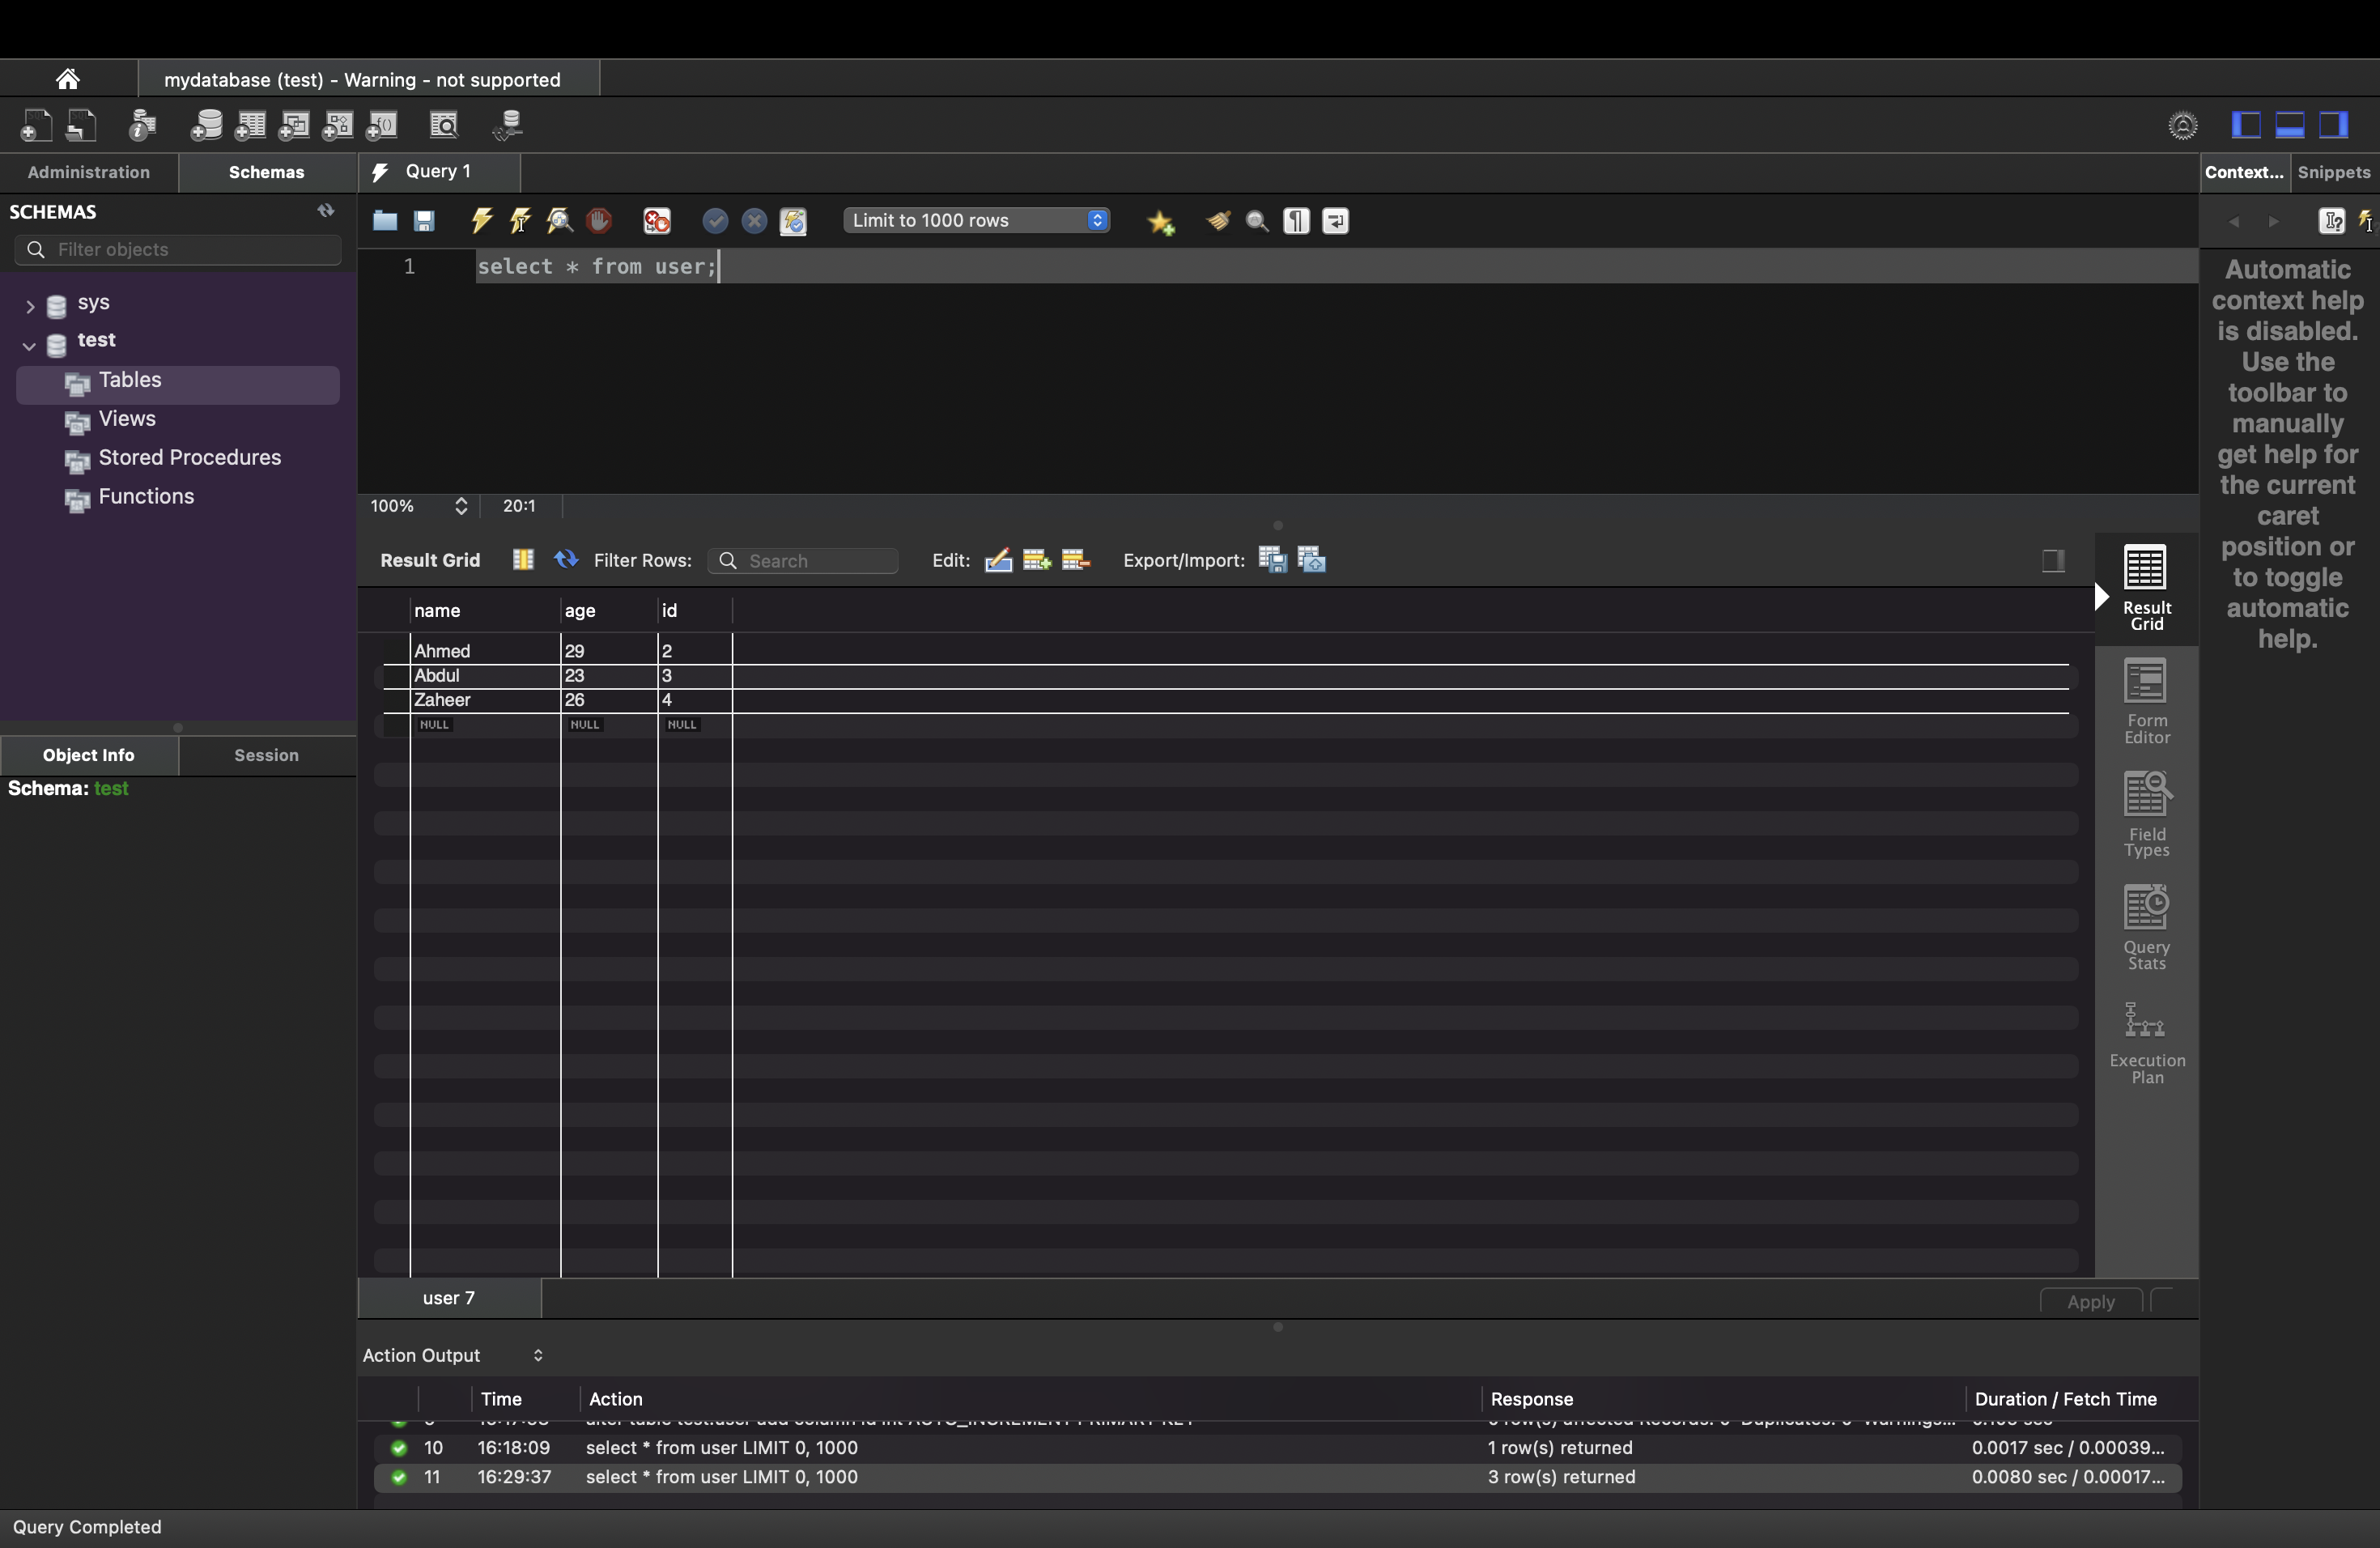 mydatabase (test) - Warning - not supported
Administration
Schemas
Query 1
Context...
Snippets
SCHEMAS
Filter objects
Limit to 1000 rows
1
select * from user;
sys
test
Tables
Views
Stored Procedures
Functions
Automatic
context help
is disabled.
Use the
toolbar to
manually
get help for
the current
caret
position or
to toggle
automatic
help.
100%
20:1
Result Grid
Filter Rows:
Search
Edit:
Export/Import:
name age id
Ahmed 29 2
Abdul 23 3
Zaheer 26 4
NULL NULL NULL
Result
Grid
Form
Editor
Field
Types
Query
Stats
Execution
Plan
Object Info
Session
Schema: test
user 7
Apply
Action Output
Time Action Response Duration / Fetch Time
10 16:18:09 select * from user LIMIT 0, 1000 1 row(s) returned 0.0017 sec / 0.00039...
11 16:29:37 select * from user LIMIT 0, 1000 3 row(s) returned 0.0080 sec / 0.00017...
Query Completed